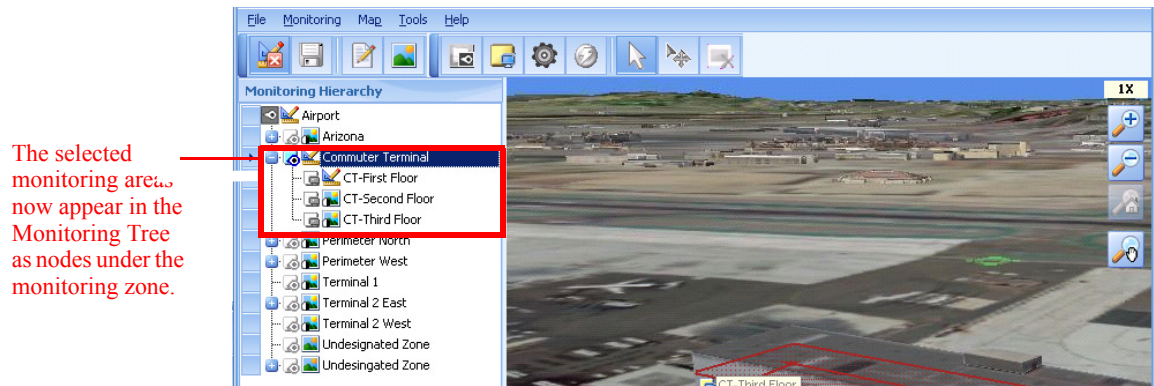 File Monitoring Map Tools Help
Monitoring Hierarchy
Airport
Arizona
Commuter Terminal
CT-First Floor
CT-Second Floor
CT-Third Floor
Perimeter North
Perimeter West
Terminal 1
Terminal 2 East
Terminal 2 West
Undesignated Zone
Undesingated Zone
The selected
monitoring areas
now appear in the
Monitoring Tree
as nodes under the
monitoring zone.
1X
CT-Third Floor